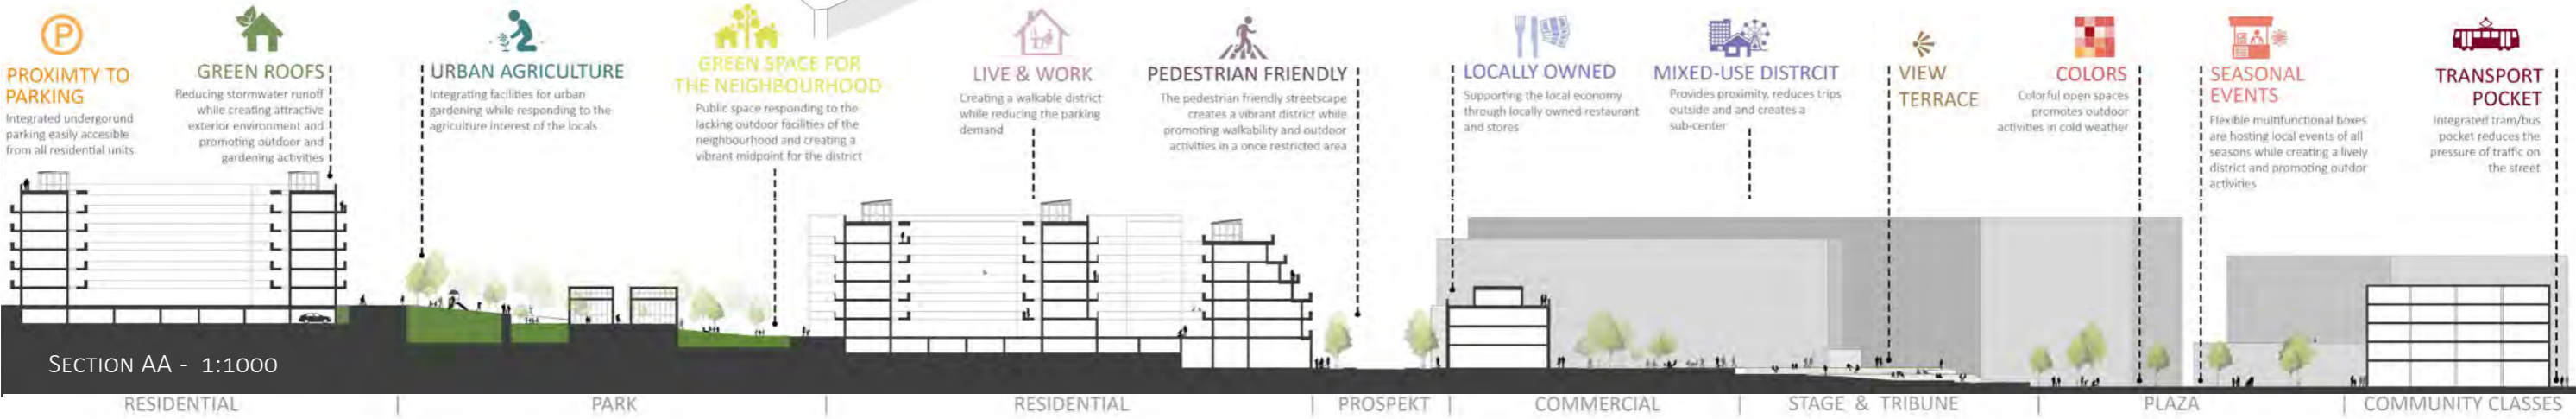 P
PROXIMTY TO
PARKING
Integrated undergorund
parking easily accesible
from all residential units
GREEN ROOFS
Reducing stormwater runoff
while creating attractive
exterior environment and
promoting outdoor and
gardening activities
URBAN AGRICULTURE
Integrating facilities for urban
gardening while responding to the
agriculture interest of the locals
GREEN SPACE FOR
THE NEIGHBOURHOOD
Public space responding to the
lacking outdoor facilities of the
neighbourhood and creating a
vibrant midpoint for the district
LIVE & WORK
Creating a walkable district
while reducing the parking
demand
PEDESTRIAN FRIENDLY
The pedestrian friendly streetscape
creates a vibrant district while
promoting walkability and outdoor
activities in a once restricted area
LOCALLY OWNED
Supporting the local economy
through locally owned restaurant
and stores
MIXED-USE DISTRCIT
Provides proximity, reduces trips
outside and and creates a
sub-center
VIEW
TERRACE
COLORS
Colorful open spaces
promotes outdoor
activities in cold weather
SEASONAL
EVENTS
Flexible multifunctional boxes
are hosting local events of all
seasons while creating a lively
district and promoting outdor
activities
TRANSPORT
POCKET
Integrated tram/bus
pocket reduces the
pressure of traffic on
the street
SECTION AA - 1:1000
RESIDENTIAL
PARK
RESIDENTIAL
PROSPEKT
COMMERCIAL
STAGE & TRIBUNE
PLAZA
COMMUNITY CLASSES